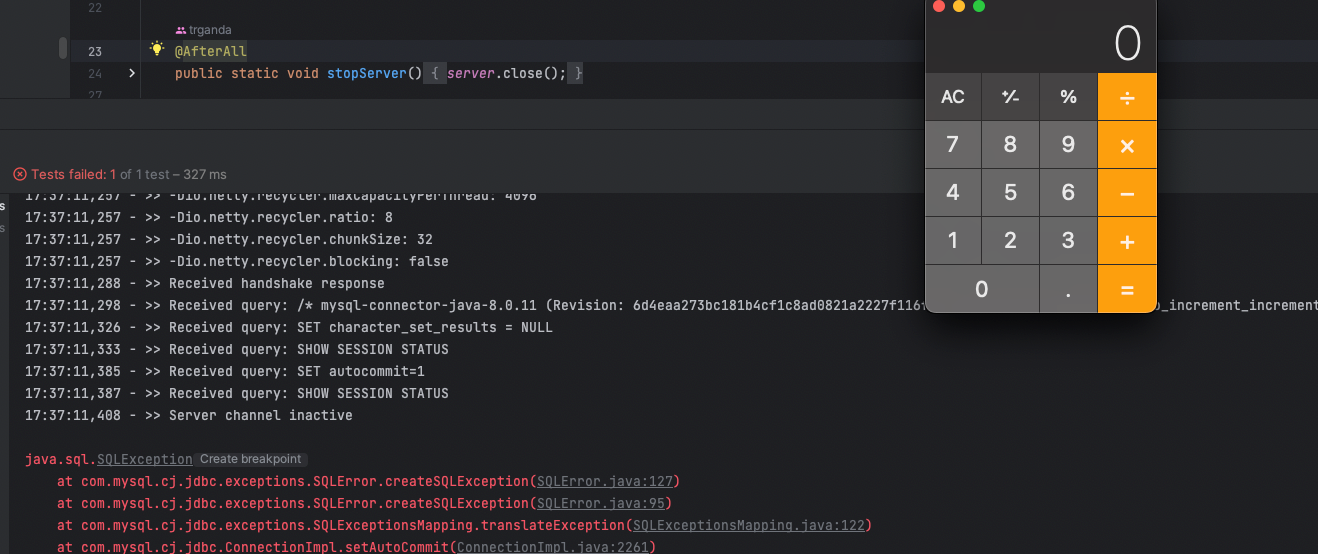 22
trganda
23 @AfterAll
24 public static void stopServer() { server.close(); }
27
Tests failed: 1 of 1 test – 327 ms
17:37:11,257 - >> -Dio.netty.recycler.maxCapacityPerThread: 4096
17:37:11,257 - >> -Dio.netty.recycler.ratio: 8
17:37:11,257 - >> -Dio.netty.recycler.chunkSize: 32
17:37:11,257 - >> -Dio.netty.recycler.blocking: false
17:37:11,288 - >> Received handshake response
17:37:11,298 - >> Received query: /* mysql-connector-java-8.0.11 (Revision: 6d4eaa273bc181b4cf1c8ad0821a2227f116 o_increment_increment
17:37:11,326 - >> Received query: SET character_set_results = NULL
17:37:11,333 - >> Received query: SHOW SESSION STATUS
17:37:11,385 - >> Received query: SET autocommit=1
17:37:11,387 - >> Received query: SHOW SESSION STATUS
17:37:11,408 - >> Server channel inactive
java.sql.SQLException Create breakpoint
at com.mysql.cj.jdbc.exceptions.SQLError.createSQLException(SQLError.java:127)
at com.mysql.cj.jdbc.exceptions.SQLError.createSQLException(SQLError.java:95)
at com.mysql.cj.jdbc.exceptions.SQLExceptionsMapping.translateException(SQLExceptionsMapping.java:122)
at com.mysql.cj.jdbc.ConnectionImpl.setAutoCommit(ConnectionImpl.java:2261)
0
AC +/- % ÷
7 8 9 ×
4 5 6 −
1 2 3 +
0 . =